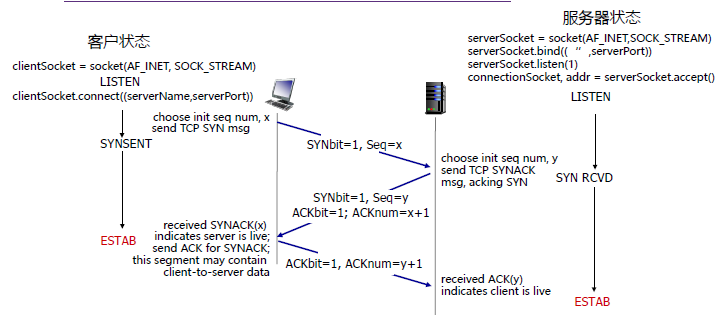 服务器状态
客户状态
serverSocket = socket(AF_INET,SOCK_STREAM)
serverSocket.bind(( “ ,serverPort))
serverSocket.listen(1)
connectionSocket, addr = serverSocket.accept()
clientSocket = socket(AF_INET, SOCK_STREAM)
LISTEN
clientSocket.connect((serverName,serverPort))
LISTEN
choose init seq num, x
send TCP SYN msg
SYNSENT
SYNbit=1, Seq=x
choose init seq num, y
send TCP SYNACK
msg, acking SYN
SYN RCVD
SYNbit=1, Seq=y
ACKbit=1; ACKnum=x+1
received SYNACK(x)
indicates server is live;
send ACK for SYNACK;
this segment may contain
client-to-server data
ESTAB
ACKbit=1, ACKnum=y+1
received ACK(y)
indicates client is live
ESTAB